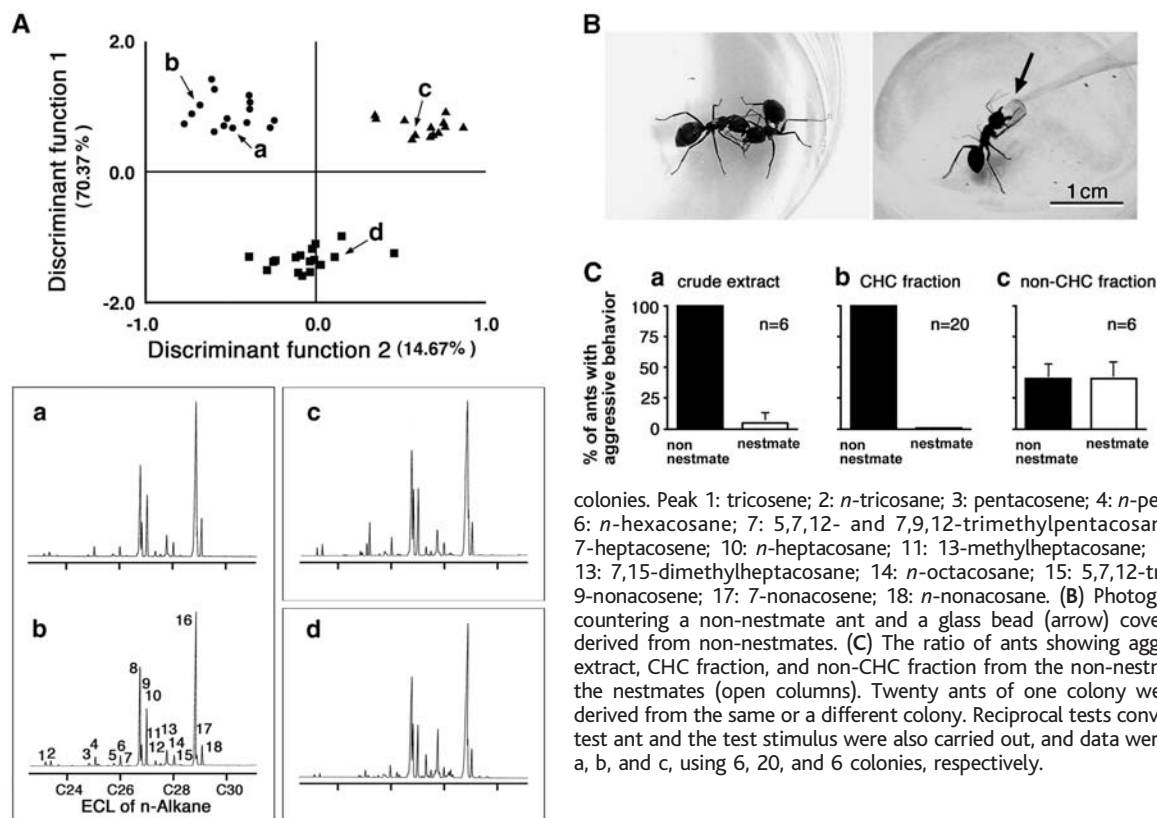 A
2.0
b
c
a
0.0
d
-2.0
-1.0
0.0
1.0
Discriminant function 1
(70.37 %)
Discriminant function 2 (14.67% )
B
1 cm
C
a crude extract
b CHC fraction
c non-CHC fraction
100
75
50
25
0
% of ants with
aggressive behavior
n=6
n=20
n=6
non
nestmate
nestmate
non
nestmate
nestmate
non
nestmate
nestmate
a
c
b
d
1 2 3 4 5 6 7 8 9 10 11 12 13 14 15 16 17 18
C24 C26 C28 C30
ECL of n-Alkane
colonies. Peak 1: tricosene; 2: n-tricosane; 3: pentacosene; 4: n-pe
6: n-hexacosane; 7: 5,7,12- and 7,9,12-trimethylpentacosar
7-heptacosene; 10: n-heptacosane; 11: 13-methylheptacosane;
13: 7,15-dimethylheptacosane; 14: n-octacosane; 15: 5,7,12-tr
9-nonacosene; 17: 7-nonacosene; 18: n-nonacosane. (B) Photog
countering a non-nestmate ant and a glass bead (arrow) cove
derived from non-nestmates. (C) The ratio of ants showing agg
extract, CHC fraction, and non-CHC fraction from the non-nestn
the nestmates (open columns). Twenty ants of one colony we
derived from the same or a different colony. Reciprocal tests conv
test ant and the test stimulus were also carried out, and data wer
a, b, and c, using 6, 20, and 6 colonies, respectively.